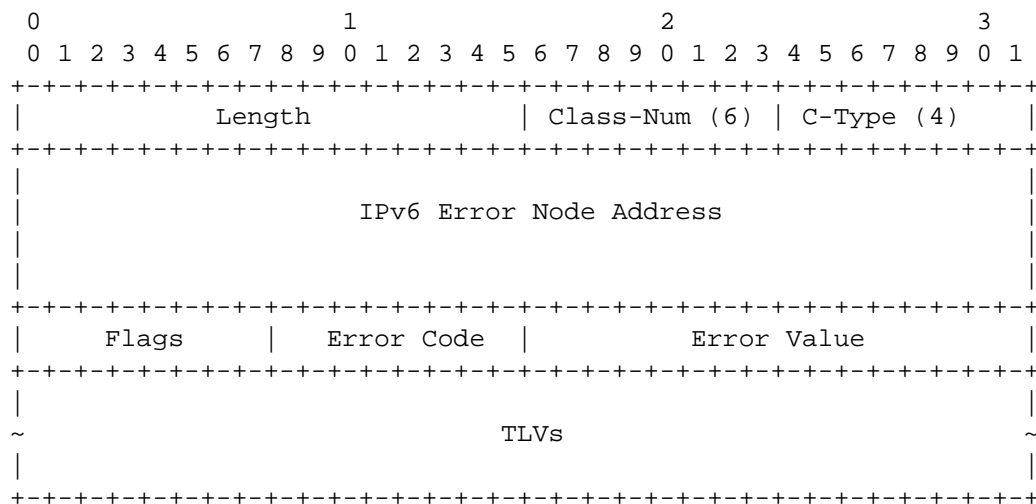 0                   1                   2                   3
 0 1 2 3 4 5 6 7 8 9 0 1 2 3 4 5 6 7 8 9 0 1 2 3 4 5 6 7 8 9 0 1
+-+-+-+-+-+-+-+-+-+-+-+-+-+-+-+-+-+-+-+-+-+-+-+-+-+-+-+-+-+-+-+-+
|            Length             | Class-Num (6) | C-Type (4)    |
+-+-+-+-+-+-+-+-+-+-+-+-+-+-+-+-+-+-+-+-+-+-+-+-+-+-+-+-+-+-+-+-+
|                                                               |
|                     IPv6 Error Node Address                   |
|                                                               |
|                                                               |
+-+-+-+-+-+-+-+-+-+-+-+-+-+-+-+-+-+-+-+-+-+-+-+-+-+-+-+-+-+-+-+-+
|     Flags     |   Error Code  |          Error Value          |
+-+-+-+-+-+-+-+-+-+-+-+-+-+-+-+-+-+-+-+-+-+-+-+-+-+-+-+-+-+-+-+-+
|                                                               |
~                              TLVs                             ~
|                                                               |
+-+-+-+-+-+-+-+-+-+-+-+-+-+-+-+-+-+-+-+-+-+-+-+-+-+-+-+-+-+-+-+-+